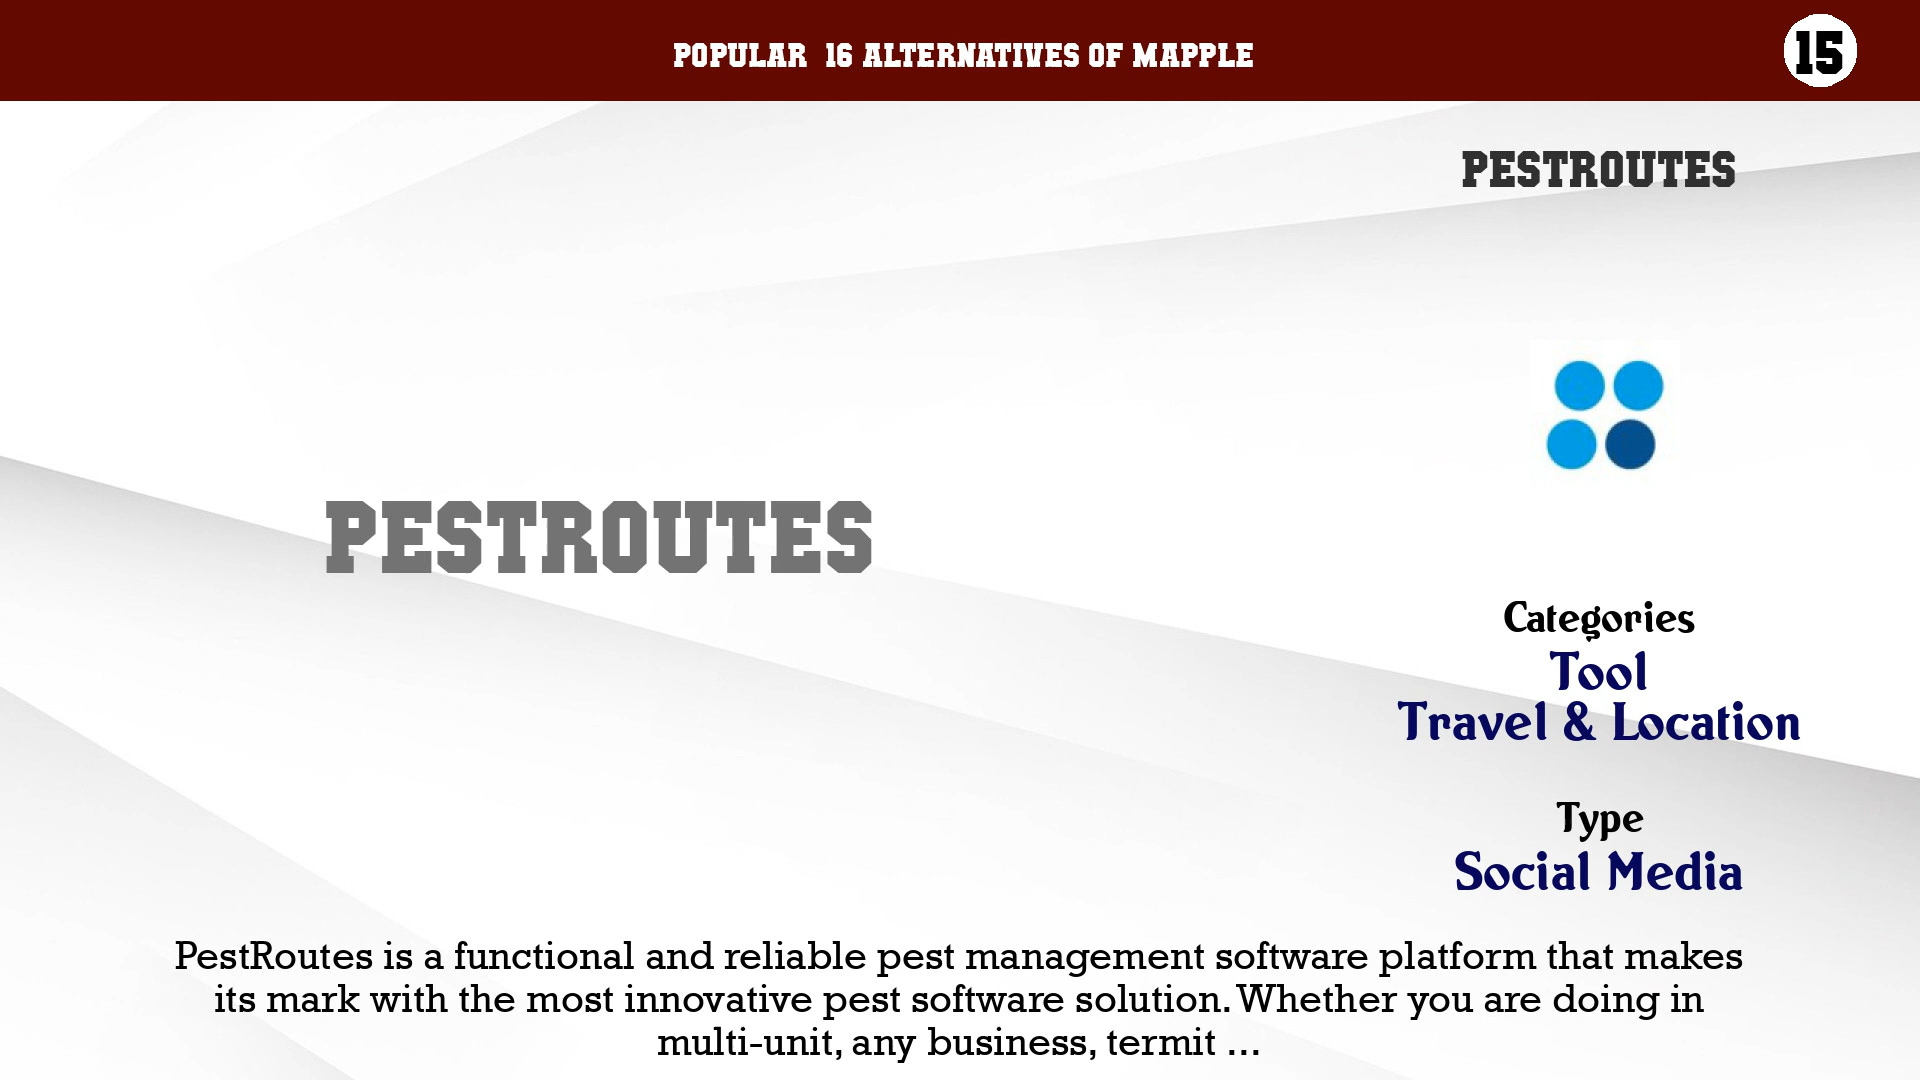 POPULAR 16 ALTERNATIVES OF MAPPLE
15
PESTROUTES
PESTROUTES
Categories
Tool
Travel & Location
Type
Social Media
PestRoutes is a functional and reliable pest management software platform that makes
its mark with the most innovative pest software solution. Whether you are doing in
multi-unit, any business, termit ...